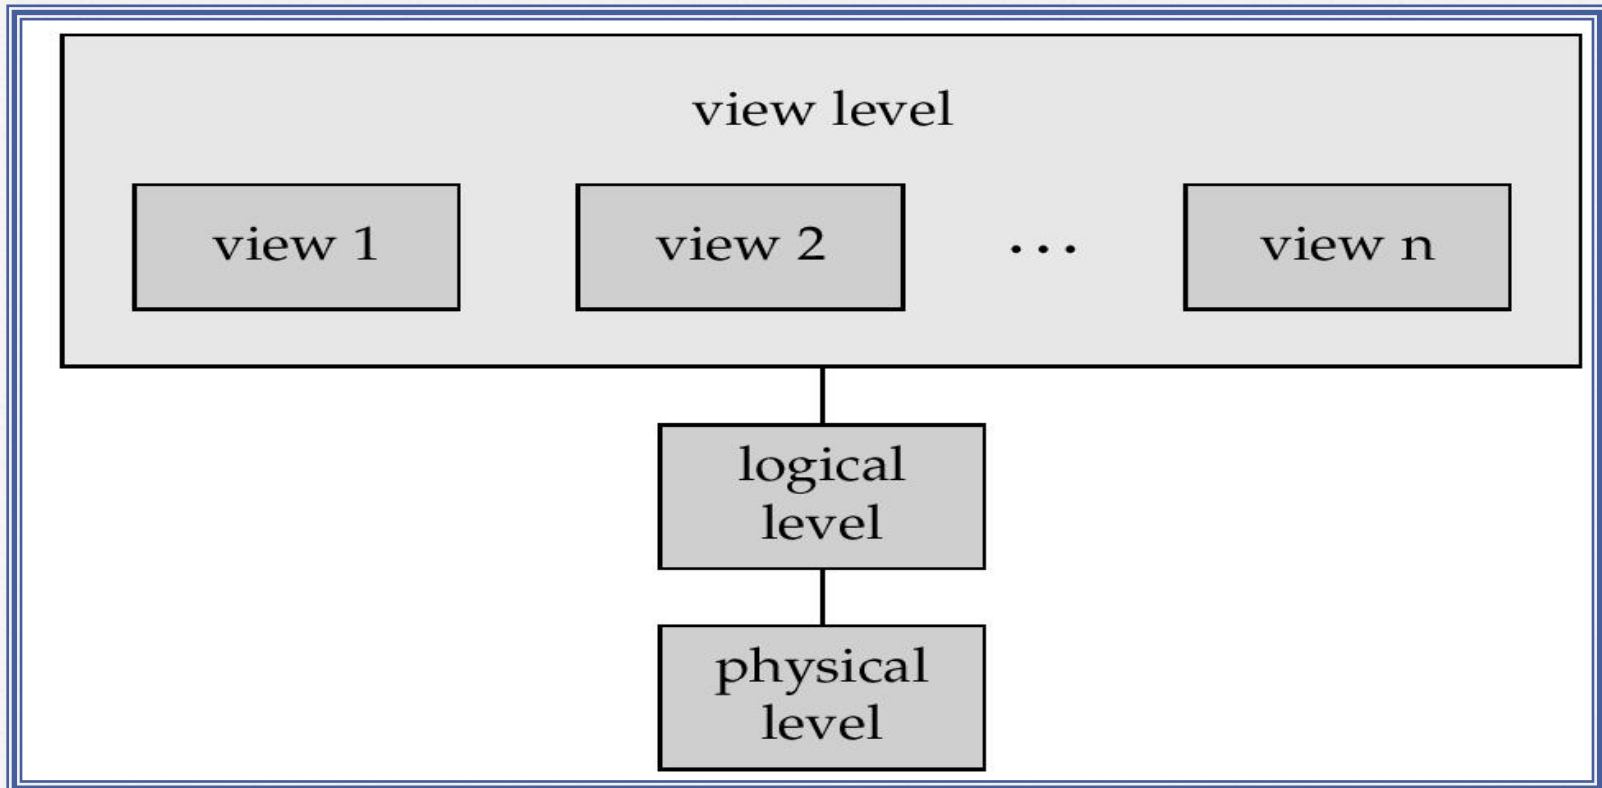 view level
view 1
view 2
...
view n
logical
level
physical
level